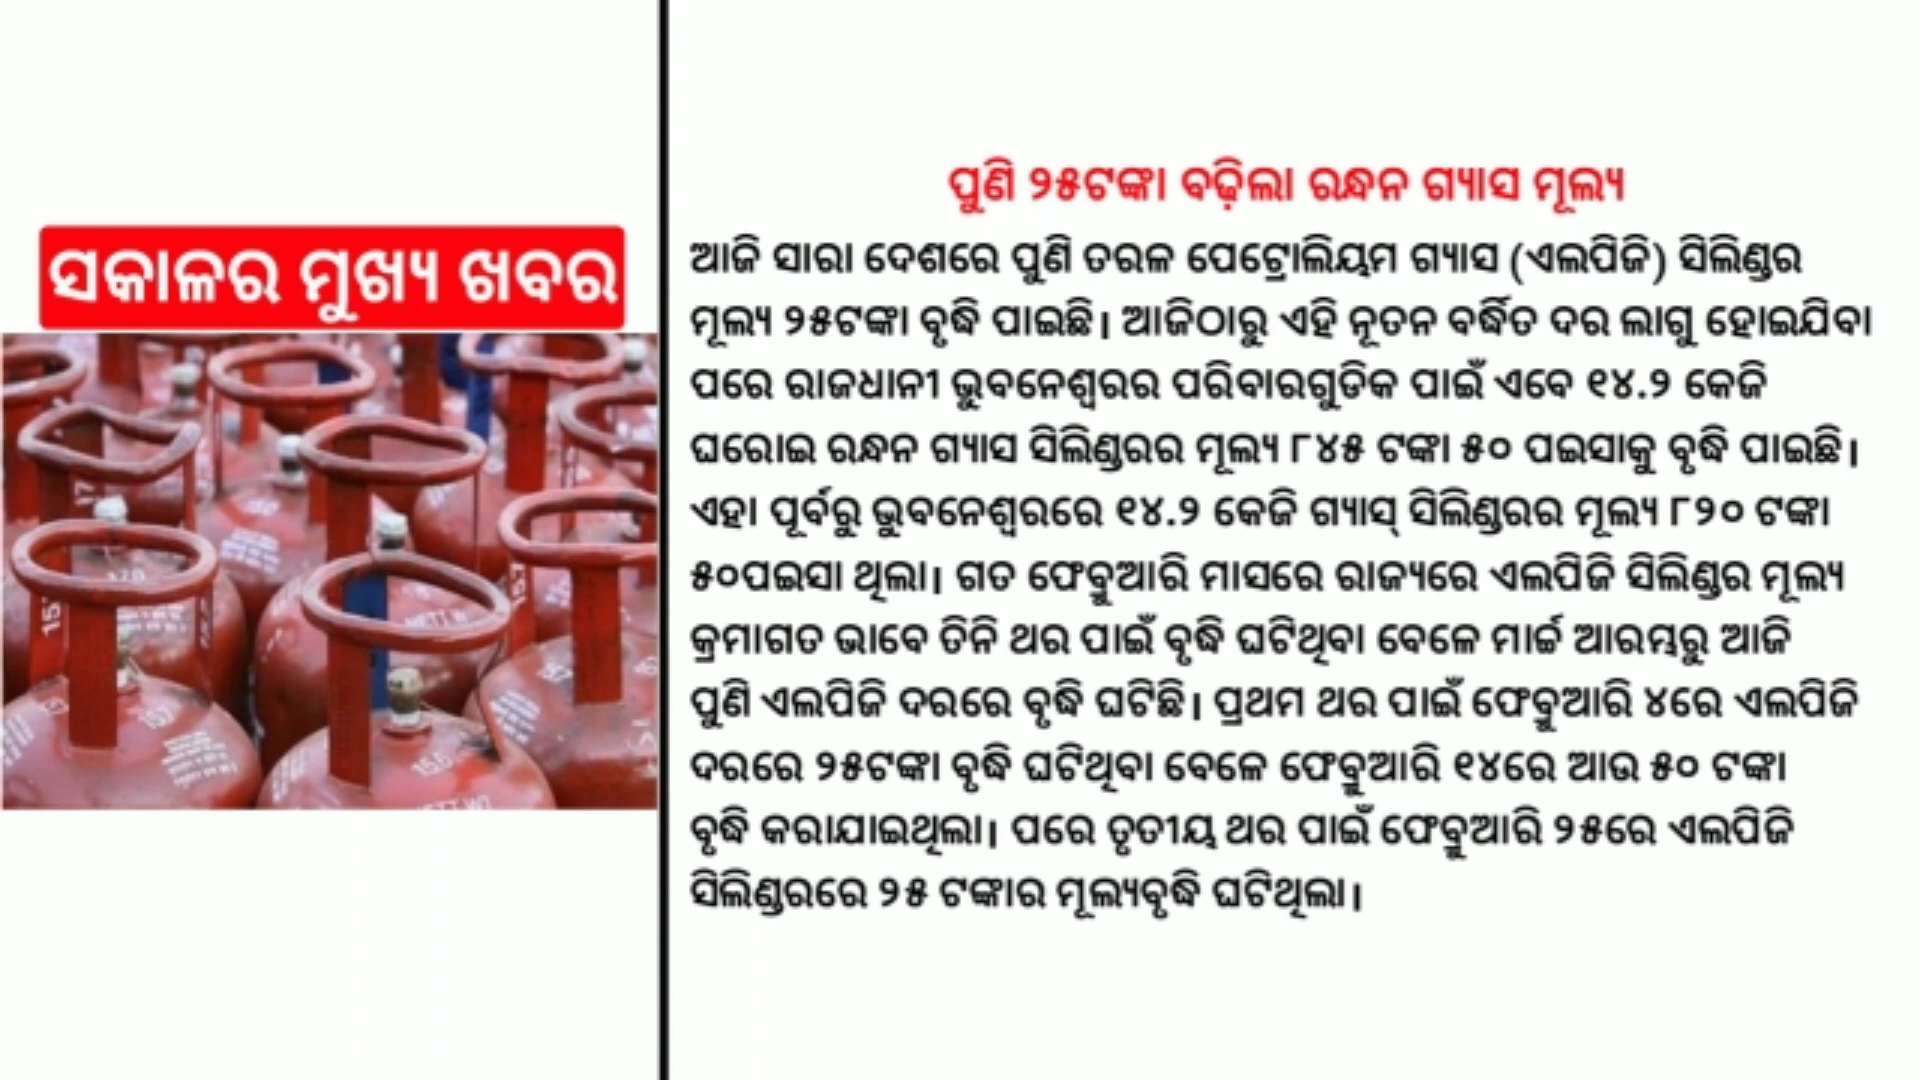 ସକାଳର ମୁଖ୍ୟ ଖବର
ପୁଣି ୨୫ଟଙ୍କା ବଢ଼ିଲା ରନ୍ଧନ ଗ୍ୟାସ ମୂଲ୍ୟ
ଆଜି ସାରା ଦେଶରେ ପୁଣି ତରଳ ପେଟ୍ରୋଲିୟମ ଗ୍ୟାସ (ଏଲପିଜି) ସିଲିଣ୍ଡର
ମୂଲ୍ୟ ୨୫ଟଙ୍କା ବୃଦ୍ଧି ପାଇଛି। ଆଜିଠାରୁ ଏହି ନୂତନ ବର୍ଦ୍ଧିତ ଦର ଲାଗୁ ହୋଇଯିବା
ପରେ ରାଜଧାନୀ ଭୁବନେଶ୍ୱରର ପରିବାରଗୁଡିକ ପାଇଁ ଏବେ ୧୪.୨ କେଜି
ଘରୋଇ ରନ୍ଧନ ଗ୍ୟାସ ସିଲିଣ୍ଡରର ମୂଲ୍ୟ ୮୪୫ ଟଙ୍କା ୫୦ ପଇସାକୁ ବୃଦ୍ଧି ପାଇଛି।
ଏହା ପୂର୍ବରୁ ଭୁବନେଶ୍ୱରରେ ୧୪.୨ କେଜି ଗ୍ୟାସ୍ ସିଲିଣ୍ଡରର ମୂଲ୍ୟ ୮୨୦ ଟଙ୍କା
୫୦ପଇସା ଥିଲା। ଗତ ଫେବ୍ରୁଆରି ମାସରେ ରାଜ୍ୟରେ ଏଲପିଜି ସିଲିଣ୍ଡର ମୂଲ୍ୟ
କ୍ରମାଗତ ଭାବେ ତିନି ଥର ପାଇଁ ବୃଦ୍ଧି ଘଟିଥିବା ବେଳେ ମାର୍ଚ୍ଚ ଆରମ୍ଭରୁ ଆଜି
ପୁଣି ଏଲପିଜି ଦରରେ ବୃଦ୍ଧି ଘଟିଛି। ପ୍ରଥମ ଥର ପାଇଁ ଫେବ୍ରୁଆରି ୪ରେ ଏଲପିଜି
ଦରରେ ୨୫ଟଙ୍କା ବୃଦ୍ଧି ଘଟିଥିବା ବେଳେ ଫେବ୍ରୁଆରି ୧୪ରେ ଆଉ ୫୦ ଟଙ୍କା
ବୃଦ୍ଧି କରାଯାଇଥିଲା। ପରେ ତୃତୀୟ ଥର ପାଇଁ ଫେବ୍ରୁଆରି ୨୫ରେ ଏଲପିଜି
ସିଲିଣ୍ଡରରେ ୨୫ ଟଙ୍କାର ମୂଲ୍ୟବୃଦ୍ଧି ଘଟିଥିଲା।